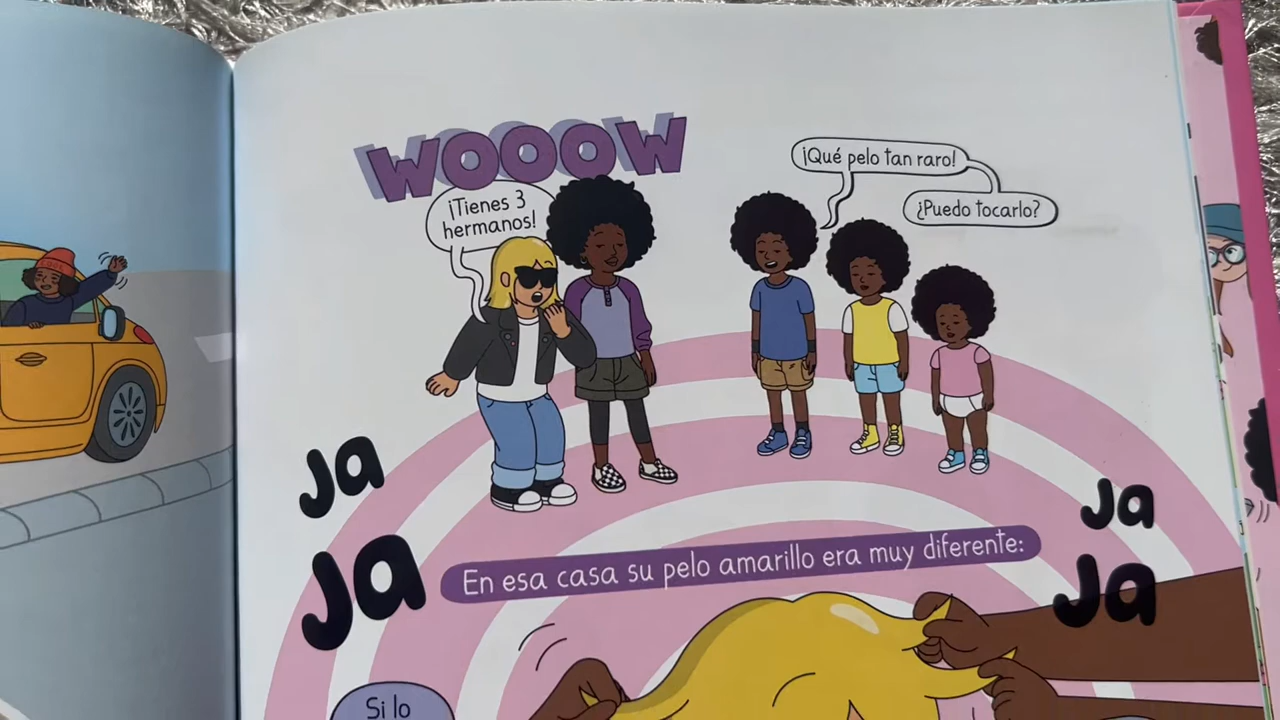 WOOOW
¡Tienes 3
hermanos!
¡Qué pelo tan raro!
¿Puedo tocarlo?
Ja
Ja
Ja
Ja
En esa casa su pelo amarillo era muy diferente:
Si lo